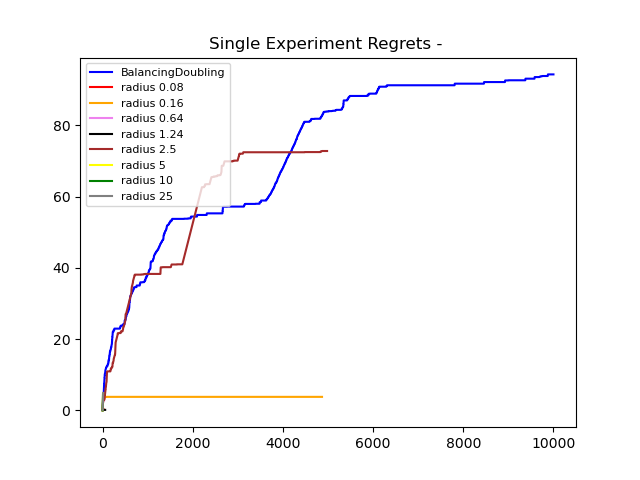 Single Experiment Regrets -
BalancingDoubling
radius 0.08
radius 0.16
radius 0.64
radius 1.24
radius 2.5
radius 5
radius 10
radius 25
80
60
40
20
0
0 2000 4000 6000 8000 10000